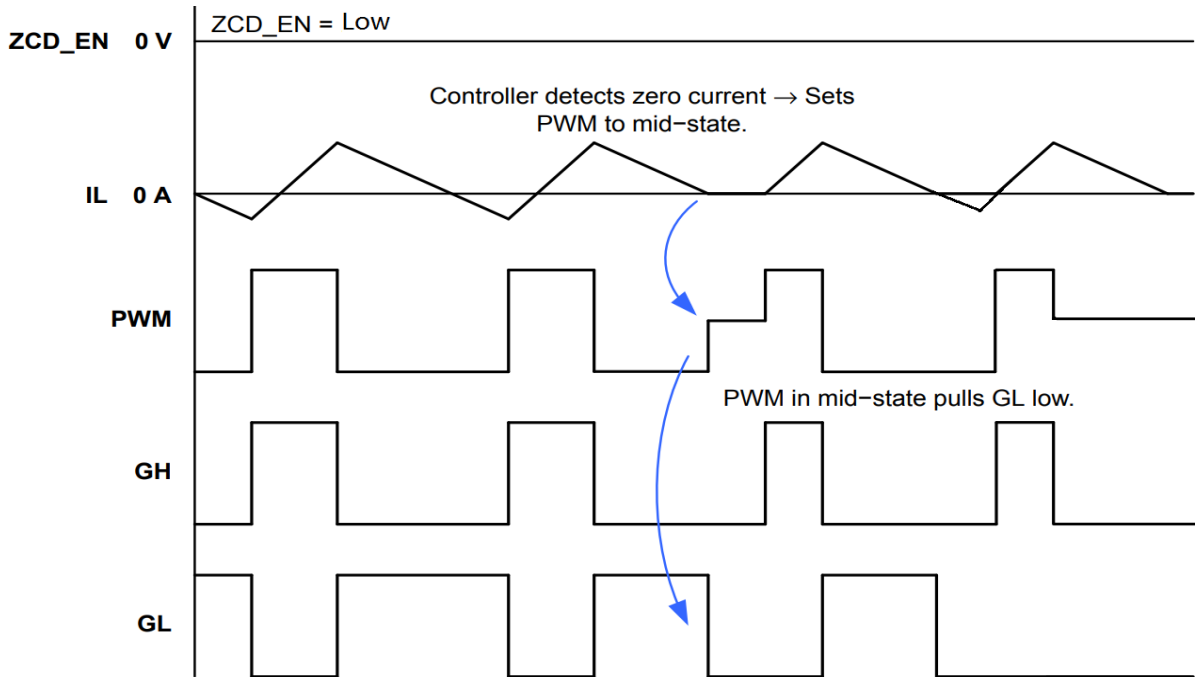 ZCD_EN = Low
ZCD_EN 0 V
Controller detects zero current → Sets
PWM to mid−state.
IL 0 A
PWM
PWM in mid−state pulls GL low.
GH
GL